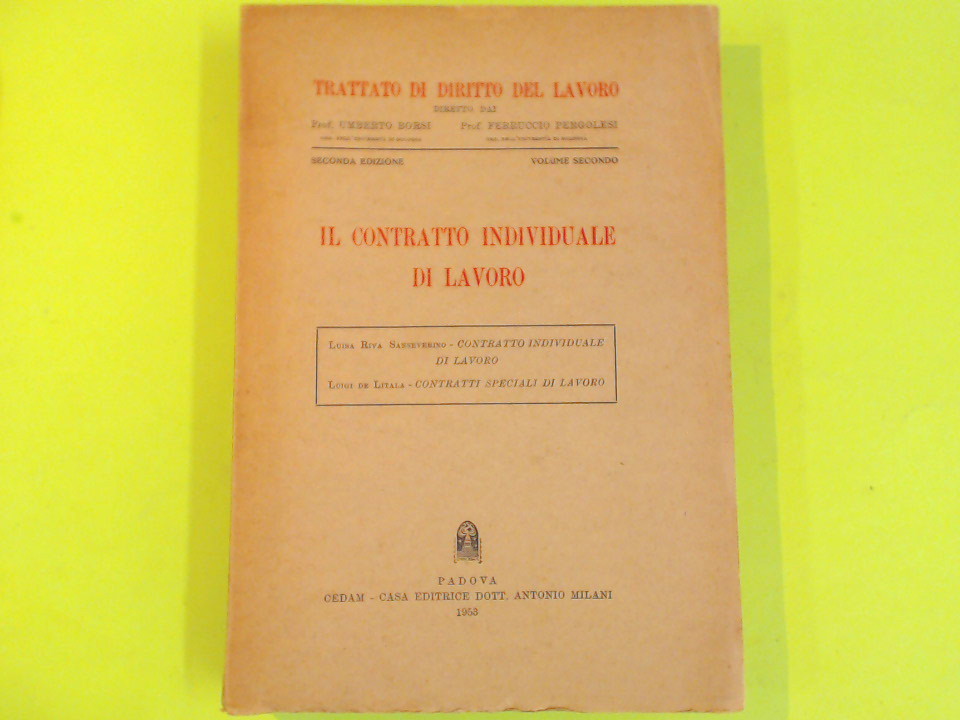 TRATTATO DI DIRITTO DEL LAVORO
DIRETTO DAI
Prof. UMBERTO BORSI Prof. FERRUCCIO PERGOLESI
SECONDA EDIZIONE VOLUME SECONDO
IL CONTRATTO INDIVIDUALE
DI LAVORO
LUISA RIVA SANSEVERINO - CONTRATTO INDIVIDUALE
DI LAVORO
LUIGI DE LITALA - CONTRATTI SPECIALI DI LAVORO
PADOVA
CEDAM - CASA EDITRICE DOTT. ANTONIO MILANI
1953